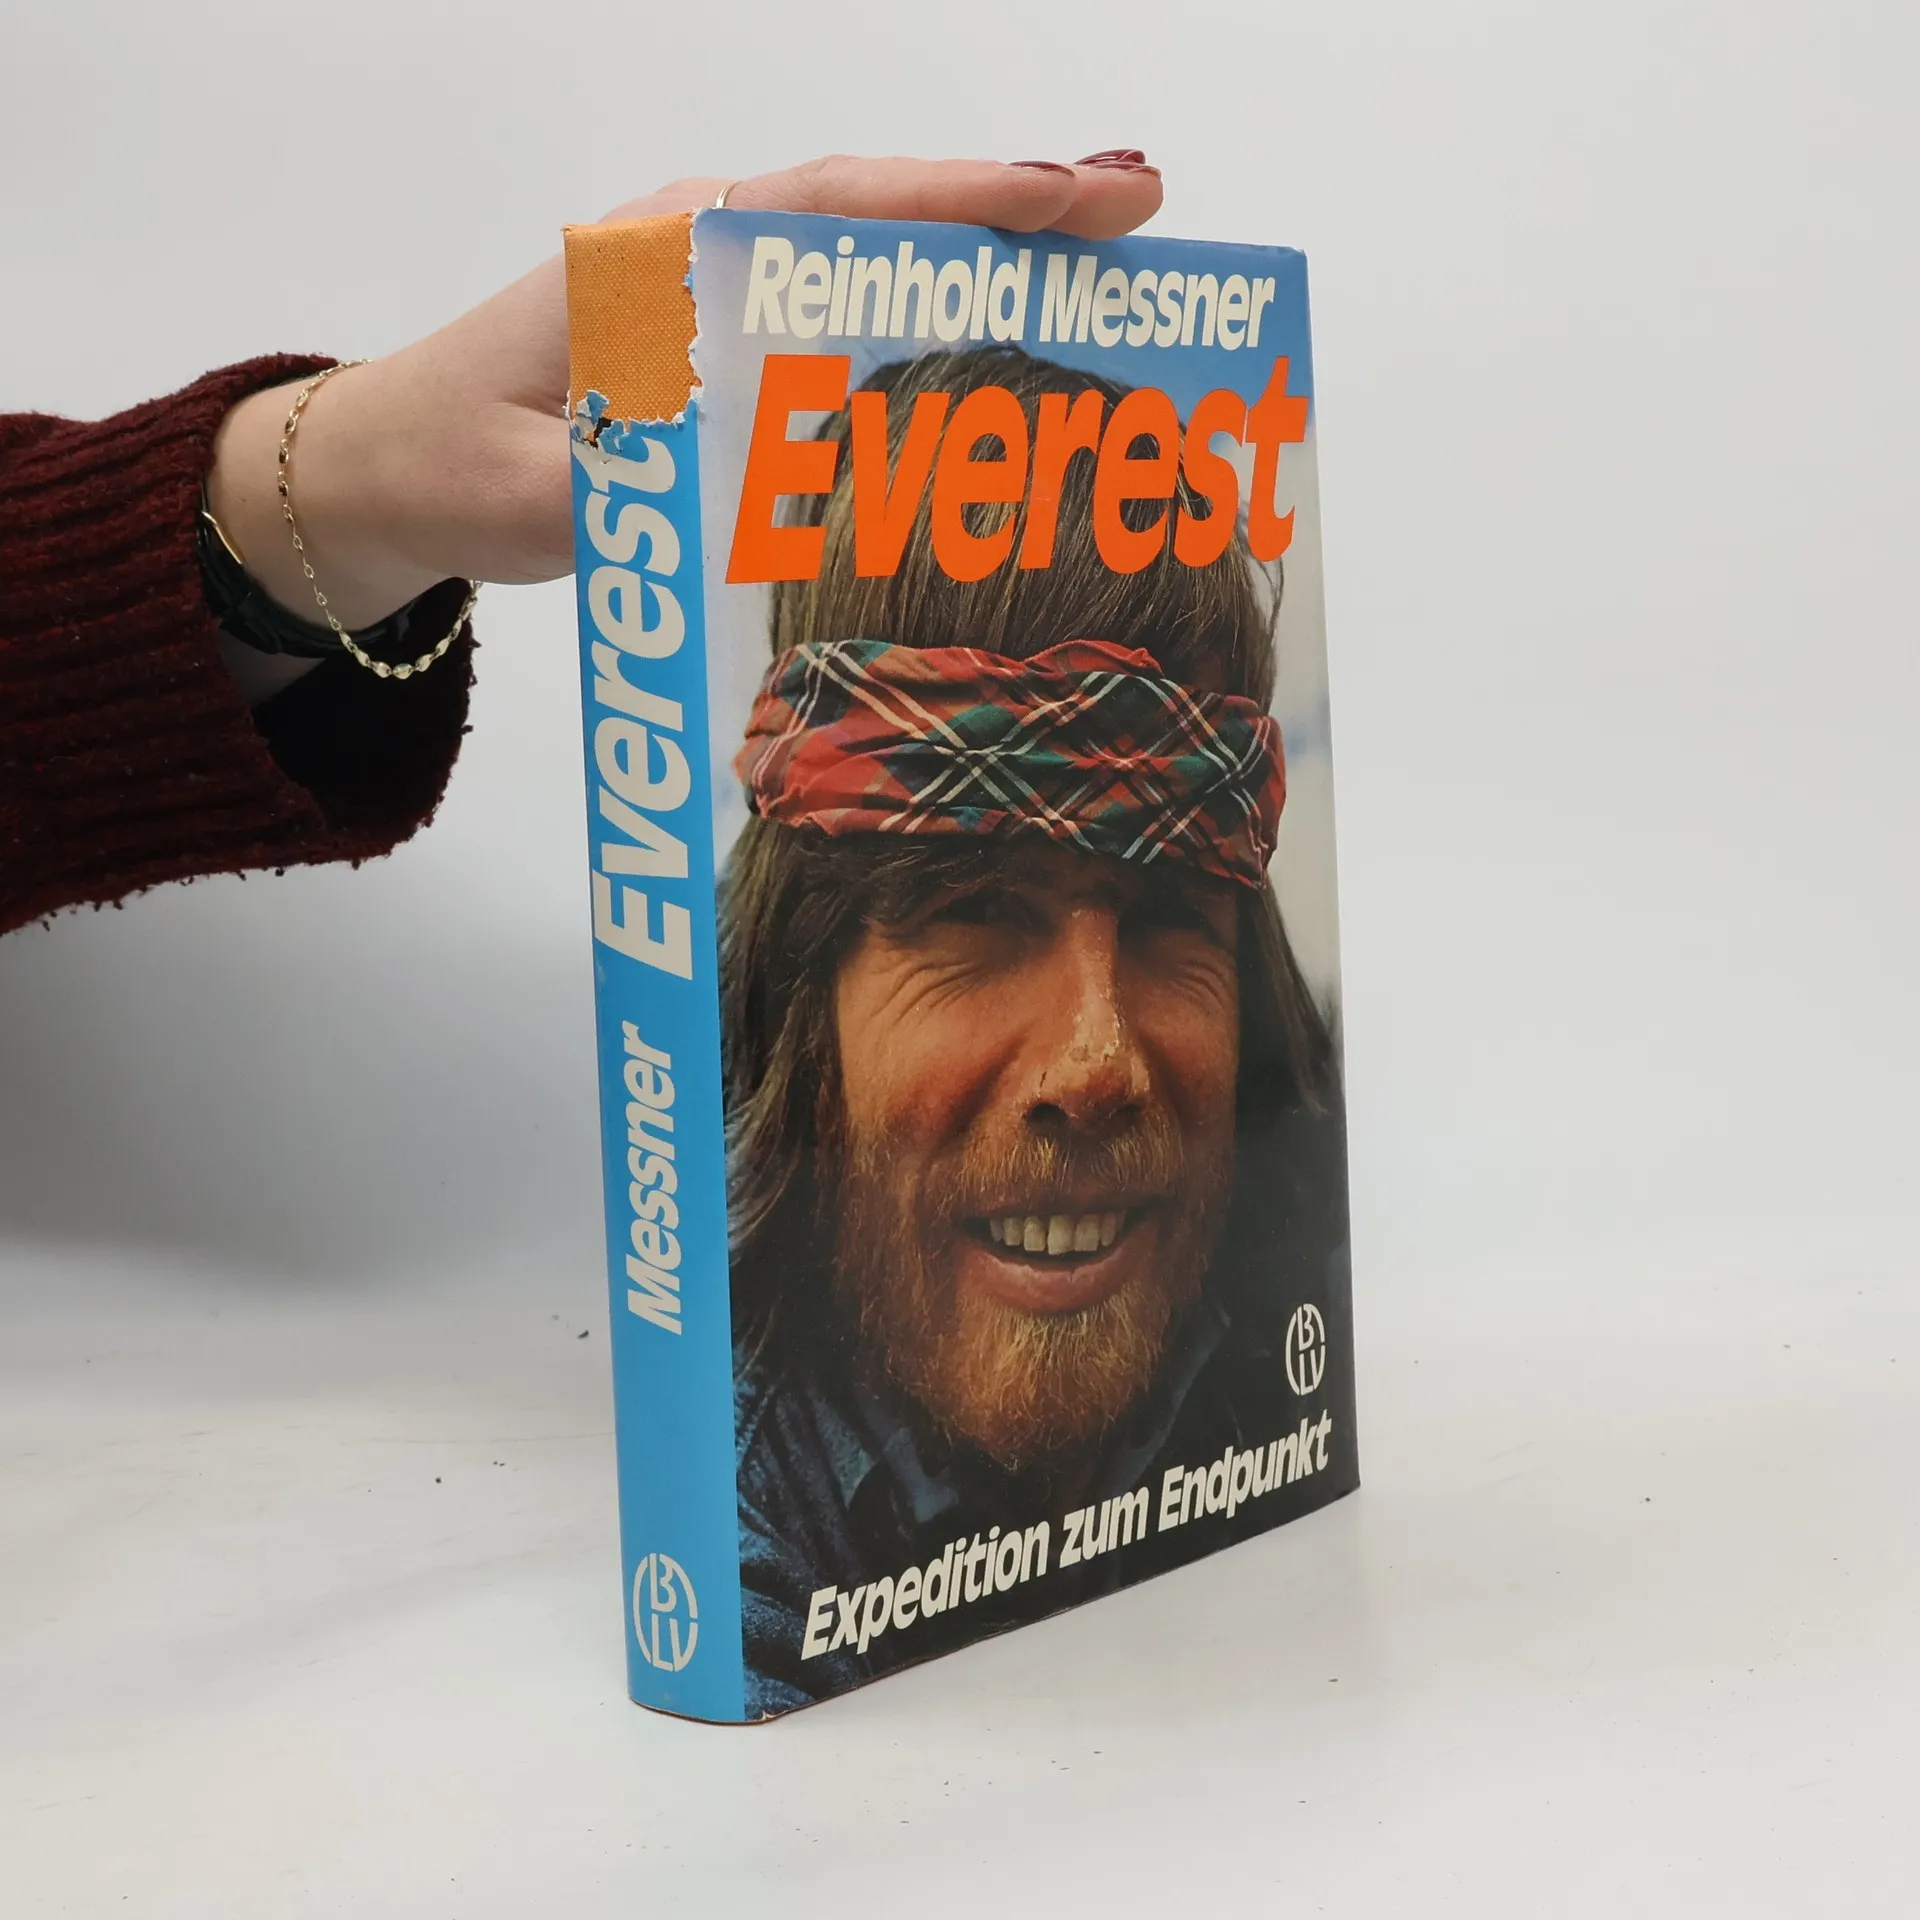 Reinhold Messner
Everest
BLV
Expedition zum Endpunkt
Messner Everest
BLV